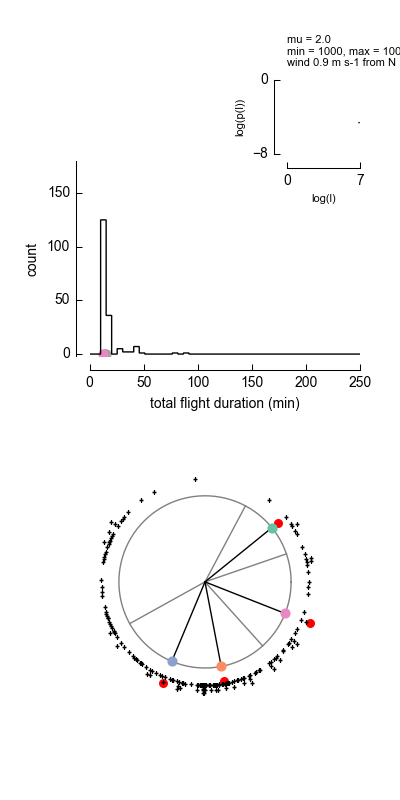 mu = 2.0
min = 1000, max = 100
wind 0.9 m s-1 from N
0
log(p(l))
−8
0 7
log(l)
150
100
50
0
count
0 50 100 150 200 250
total flight duration (min)